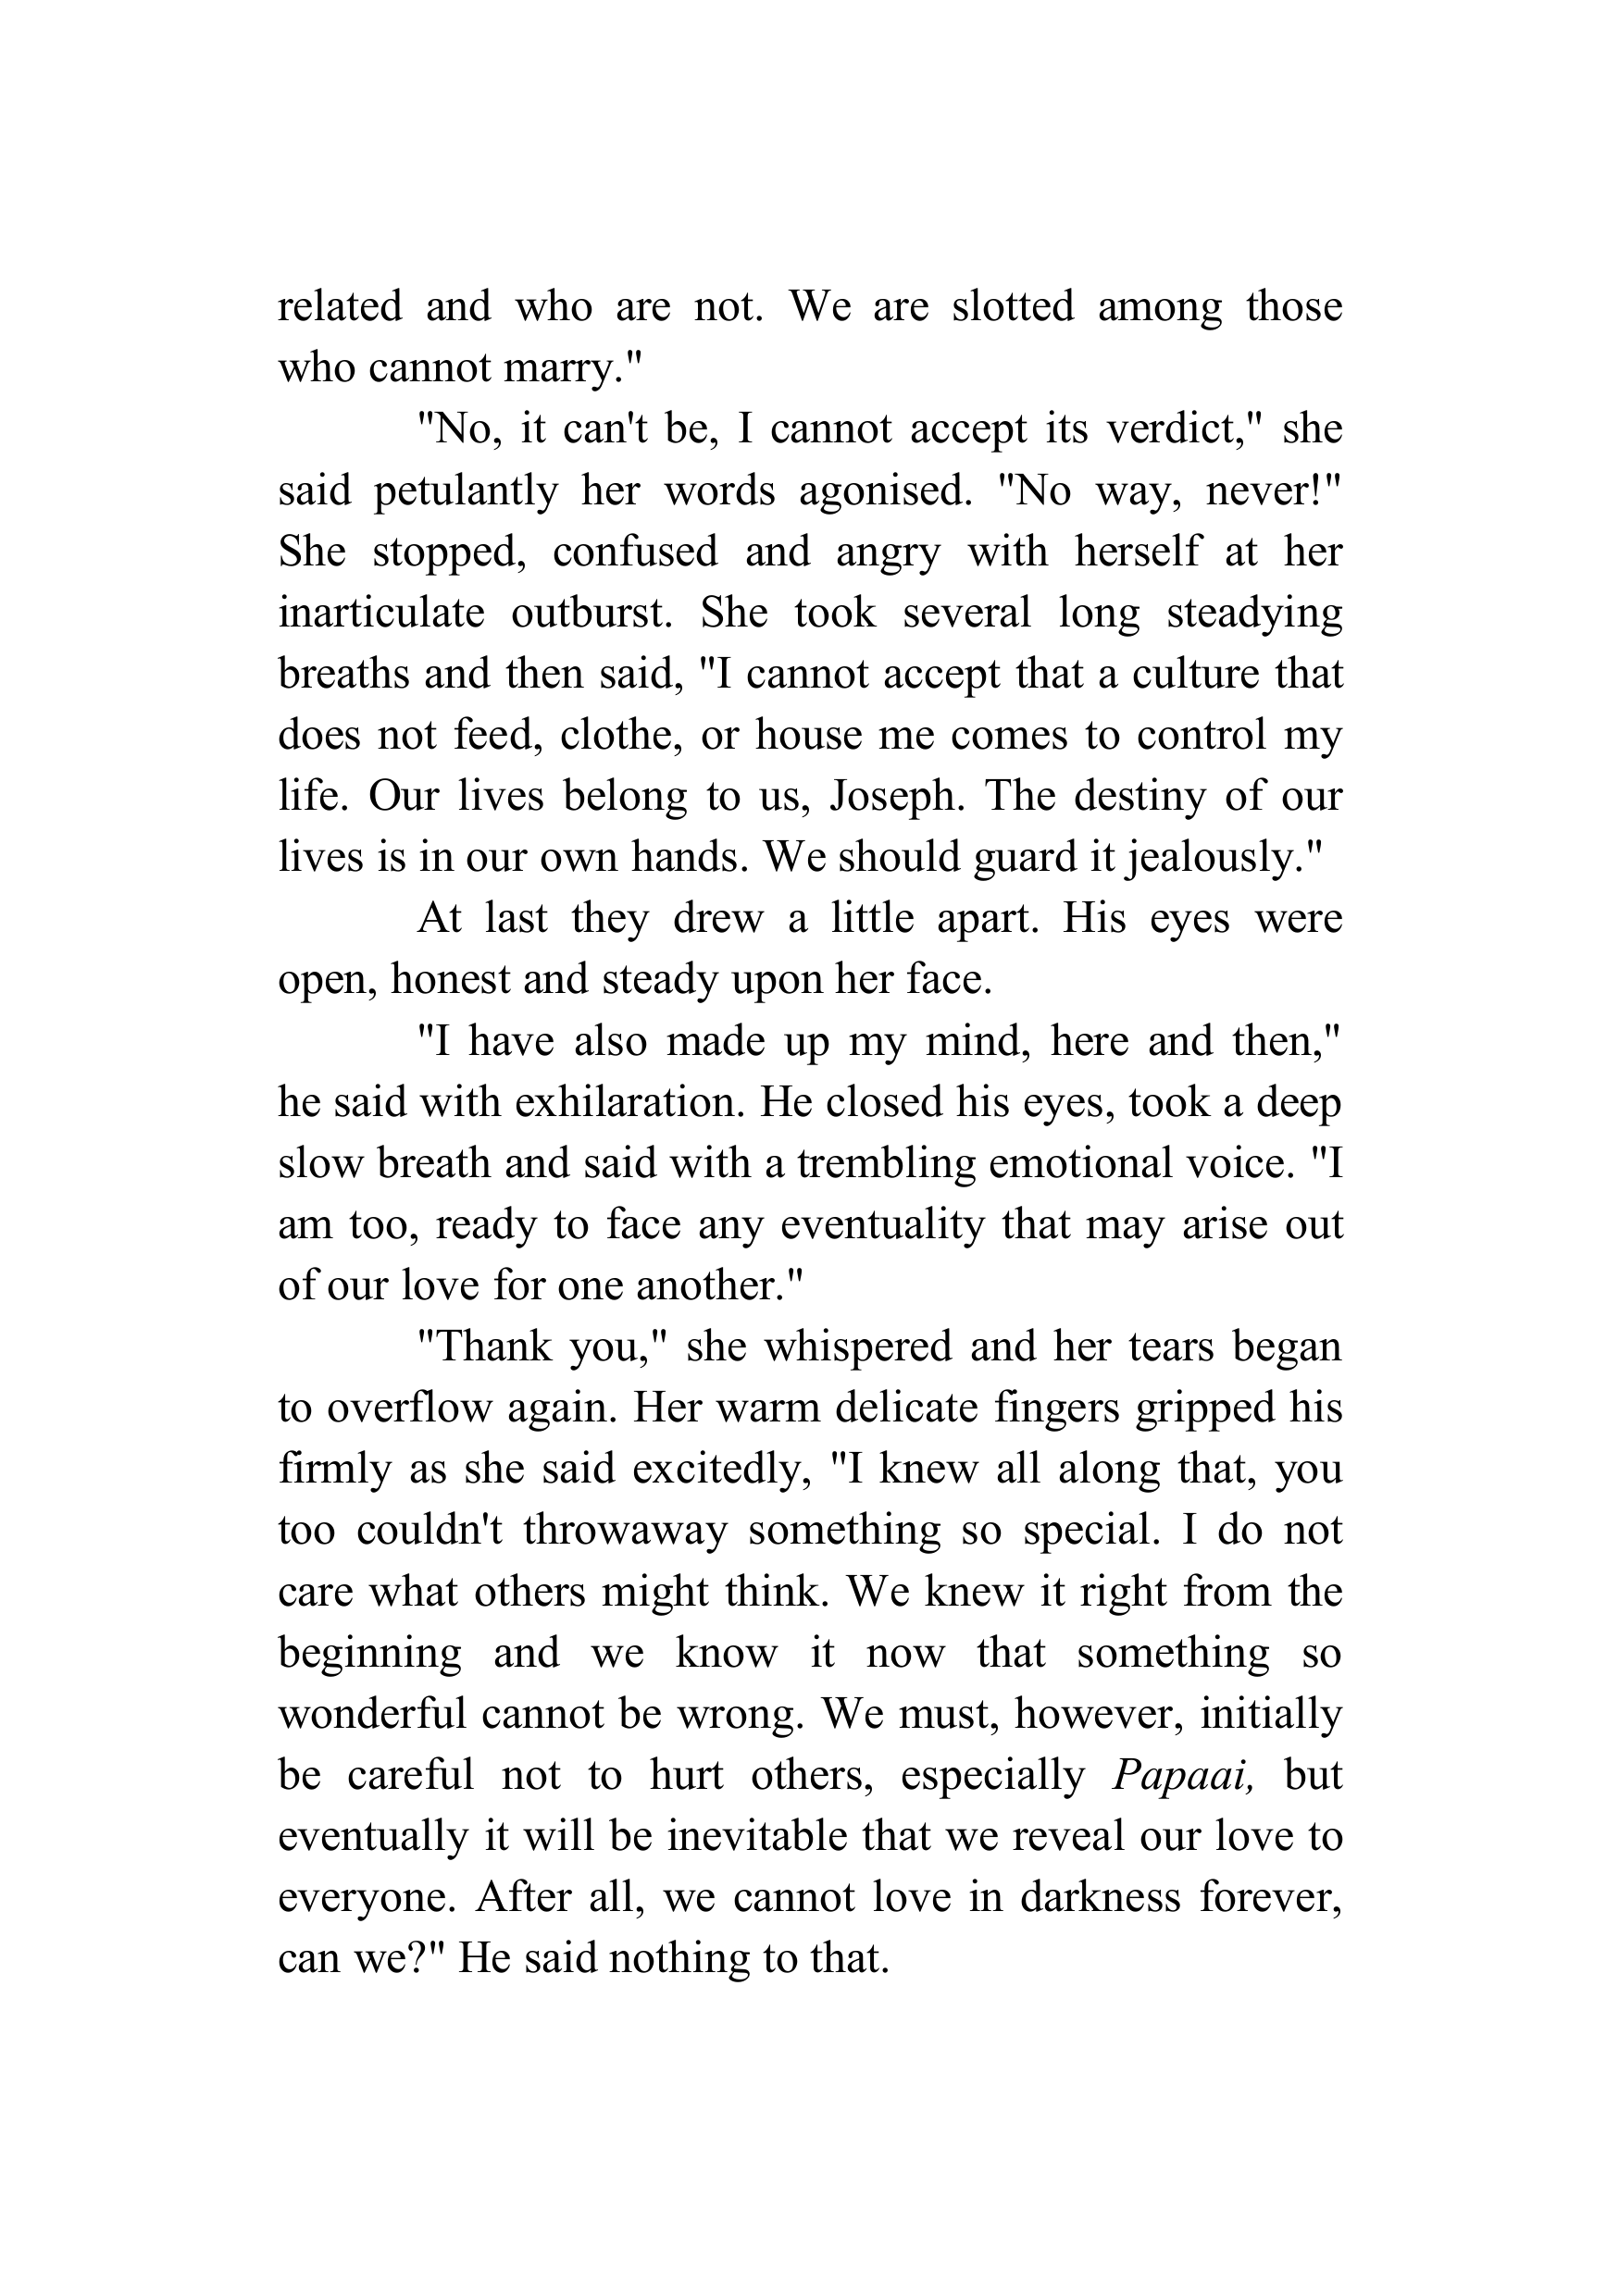 related and who are not. We are slotted among those
who cannot marry."
"No, it can't be, I cannot accept its verdict," she
said petulantly her words agonised. "No way, never!"
She stopped, confused and angry with herself at her
inarticulate outburst. She took several long steadying
breaths and then said, "I cannot accept that a culture that
does not feed, clothe, or house me comes to control my
life. Our lives belong to us, Joseph. The destiny of our
lives is in our own hands. We should guard it jealously."
At last they drew a little apart. His eyes were
open, honest and steady upon her face.
"I have also made up my mind, here and then,"
he said with exhilaration. He closed his eyes, took a deep
slow breath and said with a trembling emotional voice. "I
am too, ready to face any eventuality that may arise out
of our love for one another."
"Thank you," she whispered and her tears began
to overflow again. Her warm delicate fingers gripped his
firmly as she said excitedly, "I knew all along that, you
too couldn't throwaway something so special. I do not
care what others might think. We knew it right from the
beginning and we know it now that something so
wonderful cannot be wrong. We must, however, initially
be careful not to hurt others, especially Papaai, but
eventually it will be inevitable that we reveal our love to
everyone. After all, we cannot love in darkness forever,
can we?" He said nothing to that.